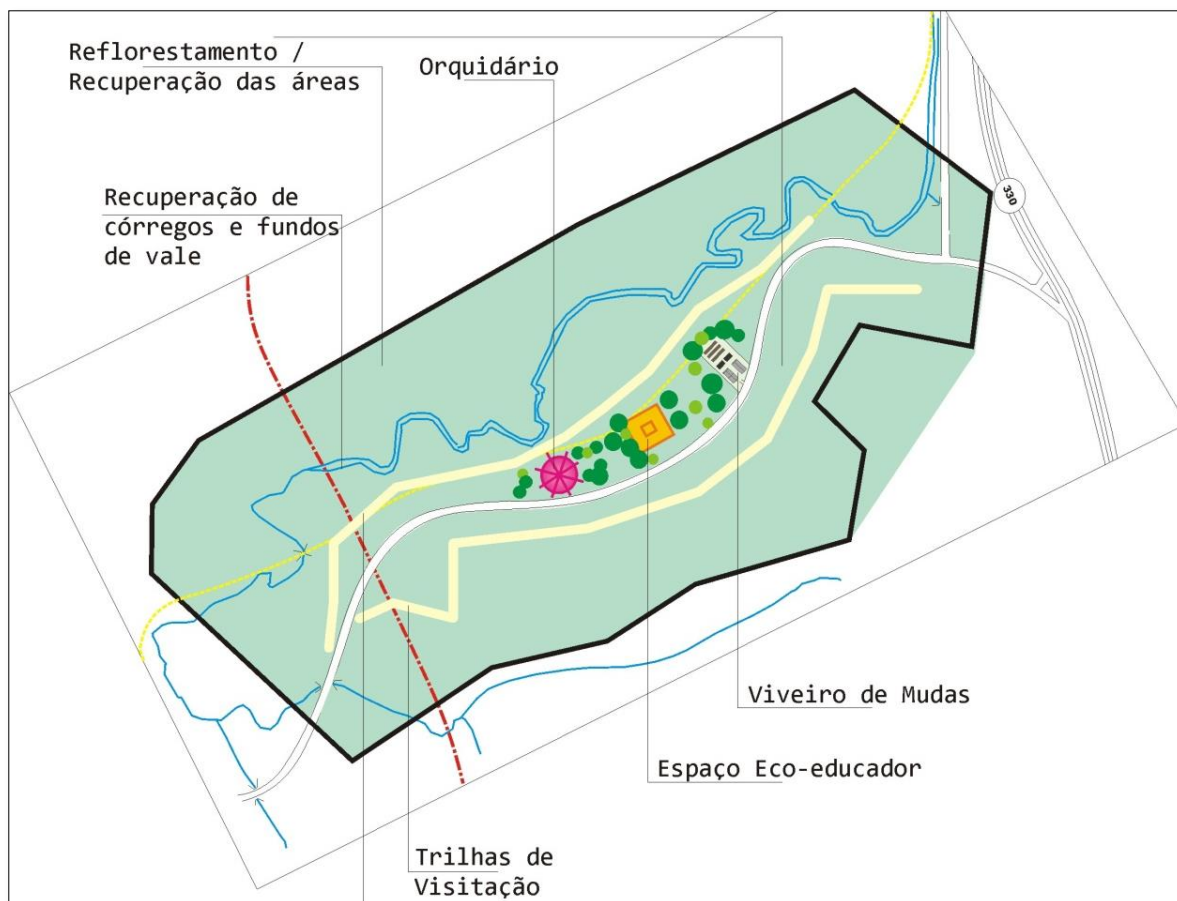 Reflorestamento /
Recuperação das áreas
Orquidário
Recuperação de
córregos e fundos
de vale
330
Viveiro de Mudas
Espaço Eco-educador
Trilhas de
Visitação